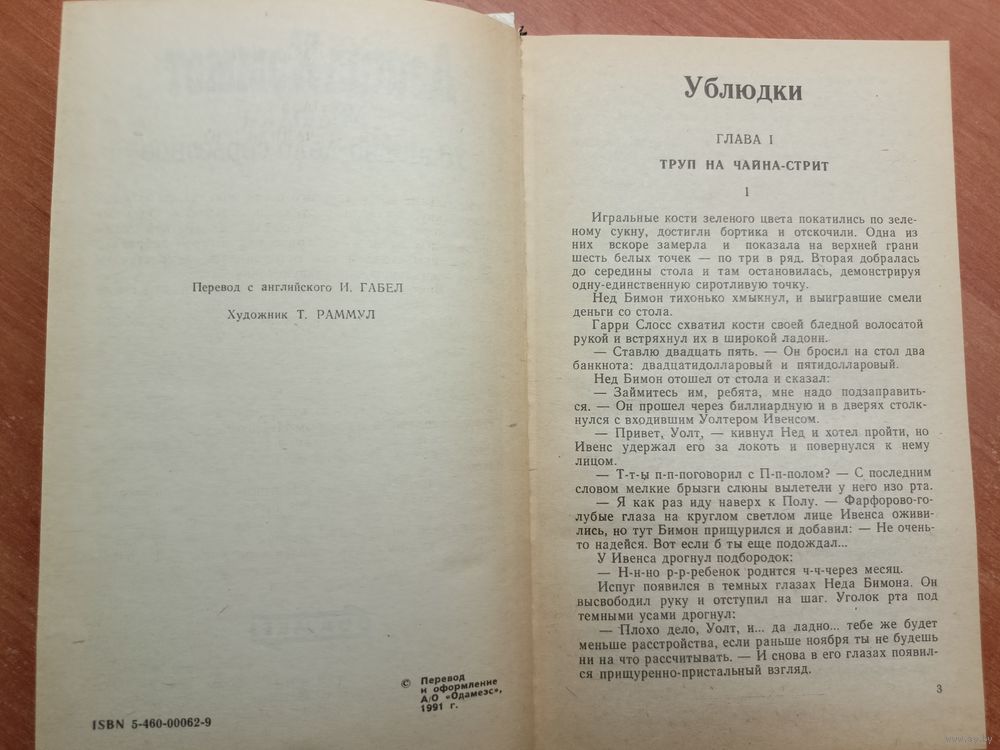 Перевод с английского И. ГАБЕЛ
Художник Т. РАММУЛ
© Перевод
и оформление
А/О «Одамеэс»,
1991 г.
ISBN 5-460-00062-9
Ублюдки
ГЛАВА I
ТРУП НА ЧАЙНА-СТРИТ
1
Игральные кости зеленого цвета покатились по зеле-
ному сукну, достигли бортика и отскочили. Одна из
них вскоре замерла и показала на верхней грани
шесть белых точек — по три в ряд. Вторая добралась
до середины стола и там остановилась, демонстрируя
одну-единственную сиротливую точку.
Нед Бимон тихонько хмыкнул, и выигравшие смели
деньги со стола.
Гарри Слосс схватил кости своей бледной волосатой
рукой и встряхнул их в широкой ладони.
— Ставлю двадцать пять. — Он бросил на стол два
банкнота: двадцатидолларовый и пятидолларовый.
Нед Бимон отошел от стола и сказал:
— Займитесь им, ребята, мне надо подзаправить-
ся. — Он прошел через биллиардную и в дверях столк-
нулся с входившим Уолтером Ивенсом.
— Привет, Уолт, — кивнул Нед и хотел пройти, но
Ивенс удержал его за локоть и повернулся к нему
лицом.
— Т-т-ы п-п-поговорил с П-п-полом? — С последним
словом мелкие брызги слюны вылетели у него изо рта.
— Я как раз иду наверх к Полу. — Фарфорово-го-
лубые глаза на круглом светлом лице Ивенса оживи-
лись, но тут Бимон прищурился и добавил: — Не очень-
то надейся. Вот если б ты еще подождал...
У Ивенса дрогнул подбородок:
— Н-н-но р-р-ребенок родится ч-ч-через месяц.
Испуг появился в темных глазах Неда Бимона. Он
высвободил руку и отступил на шаг. Уголок рта под
темными усами дрогнул:
— Плохо дело, Уолт, и... да ладно... тебе же будет
меньше расстройства, если раньше ноября ты не будешь
ни на что рассчитывать. — И снова в его глазах появил-
ся прищуренно-пристальный взгляд.
3